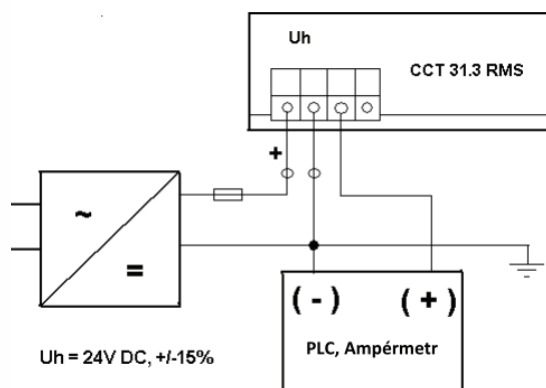 Uh
CCT 31.3 RMS
+
~
=
(-) (+)
PLC, Ampérmetr
Uh = 24V DC, +/-15%